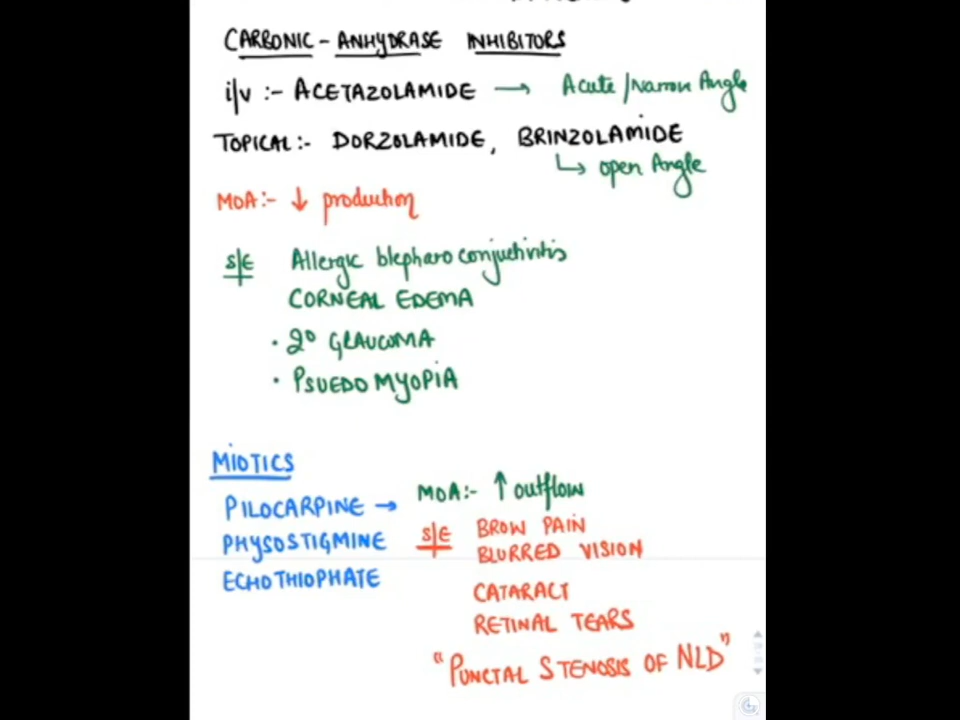 CARBONIC - ANHYDRASE INHIBITORS
i/v :- ACETAZOLAMIDE → Acute/Narrow Angle
TOPICAL :- DORZOLAMIDE, BRINZOLAMIDE
↳ open Angle
MOA :- ↓ production
S/E Allergic blepharo conjuctivitis
CORNEAL EDEMA
• 2° GLAUCOMA
• PSUEDO MYOPIA
MIOTICS
PILOCARPINE → MOA :- ↑ outflow
PHYSOSTIGMINE S/E BROW PAIN
BLURRED VISION
ECHOTHIOPHATE
CATARACT
RETINAL TEARS
"PUNCTAL STENOSIS OF NLD"